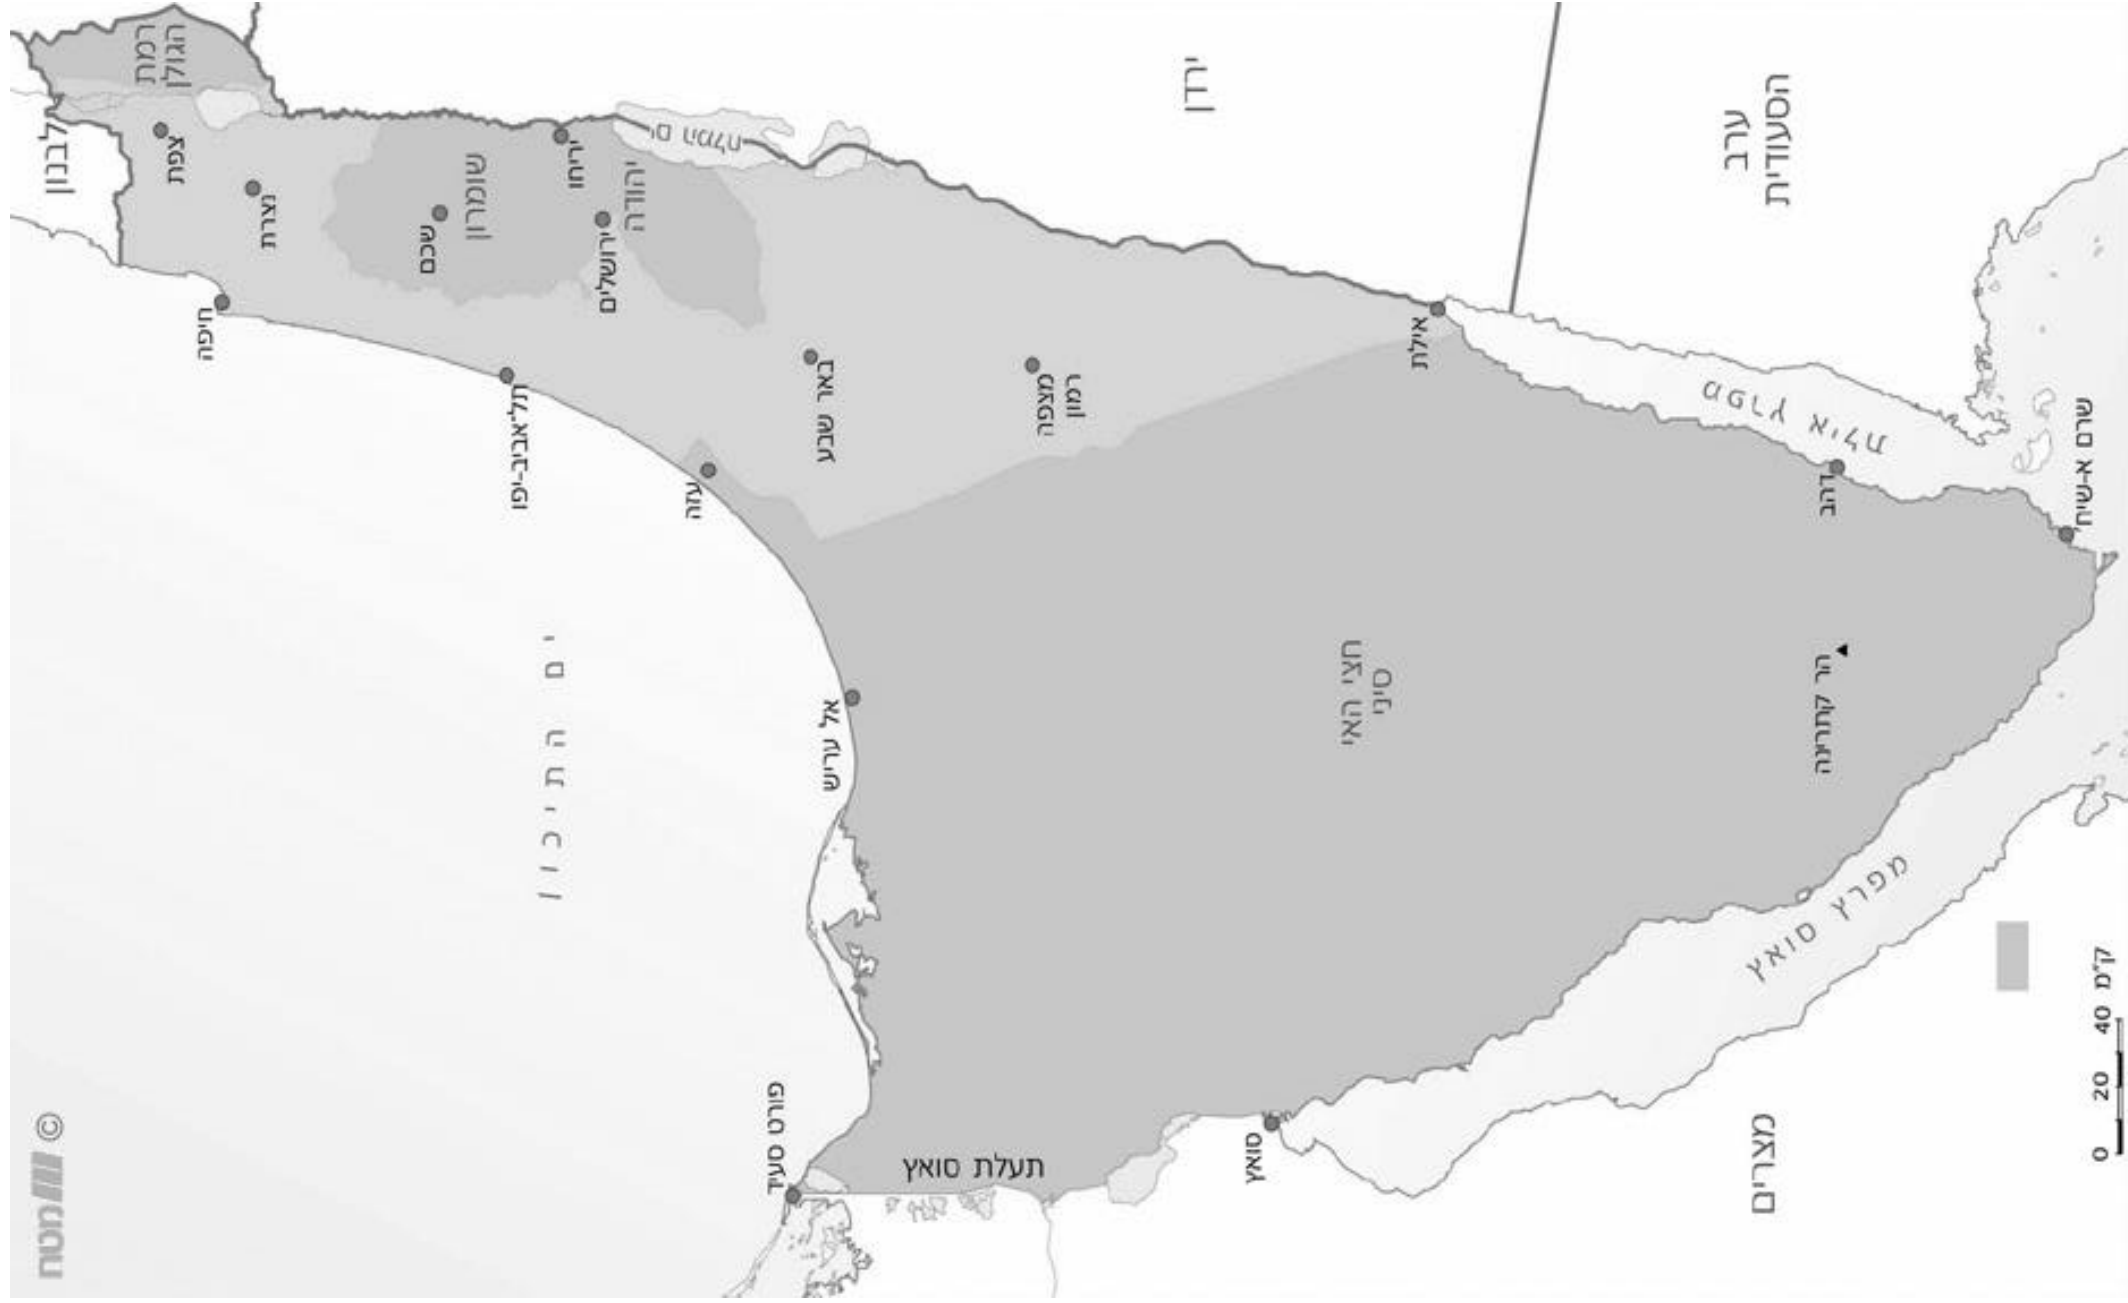 לבנון
רמת
הגולן
צפת
נצרת
חיפה
שכם
שומרון
תל־אביב-יפו
יריחו
ירושלים
יהודה
ים המלח
עזה
באר שבע
מצפה
רמון
אילת
ירדן
ערב
הסעודית
מפרץ אילת
דהב
שרם א-שיח'
ים התיכון
אל עריש
חצי האי
סיני
הר קתרינה
מפרץ סואץ
פורט סעיד
תעלת סואץ
סואץ
מצרים
0 20 40 ק"מ
© מטח